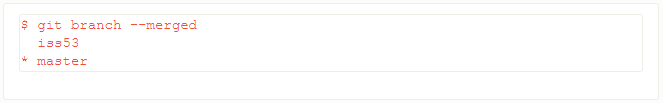 $ git branch --merged
  iss53
* master